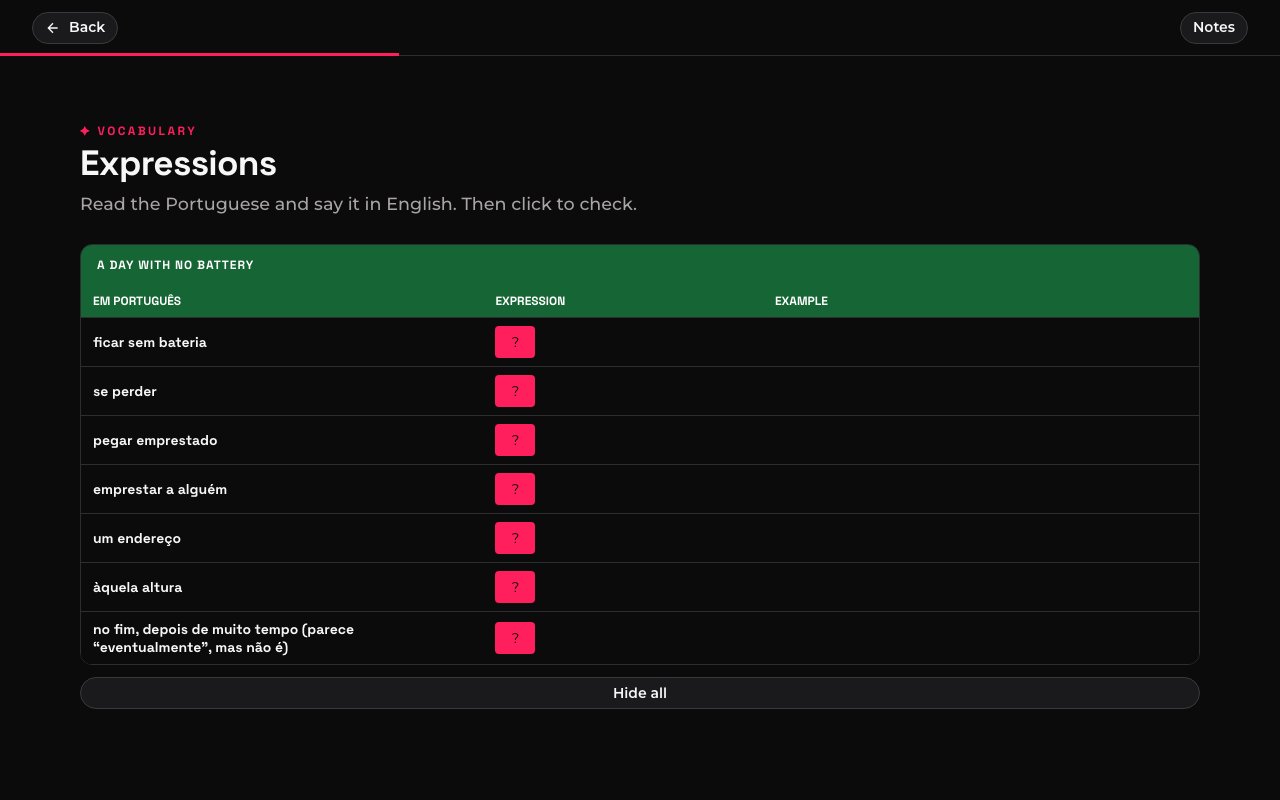 ← Back
Notes
✦ VOCABULARY
Expressions
Read the Portuguese and say it in English. Then click to check.
A DAY WITH NO BATTERY
EM PORTUGUÊS EXPRESSION EXAMPLE
ficar sem bateria ?
se perder ?
pegar emprestado ?
emprestar a alguém ?
um endereço ?
àquela altura ?
no fim, depois de muito tempo (parece
“eventualmente”, mas não é) ?
Hide all